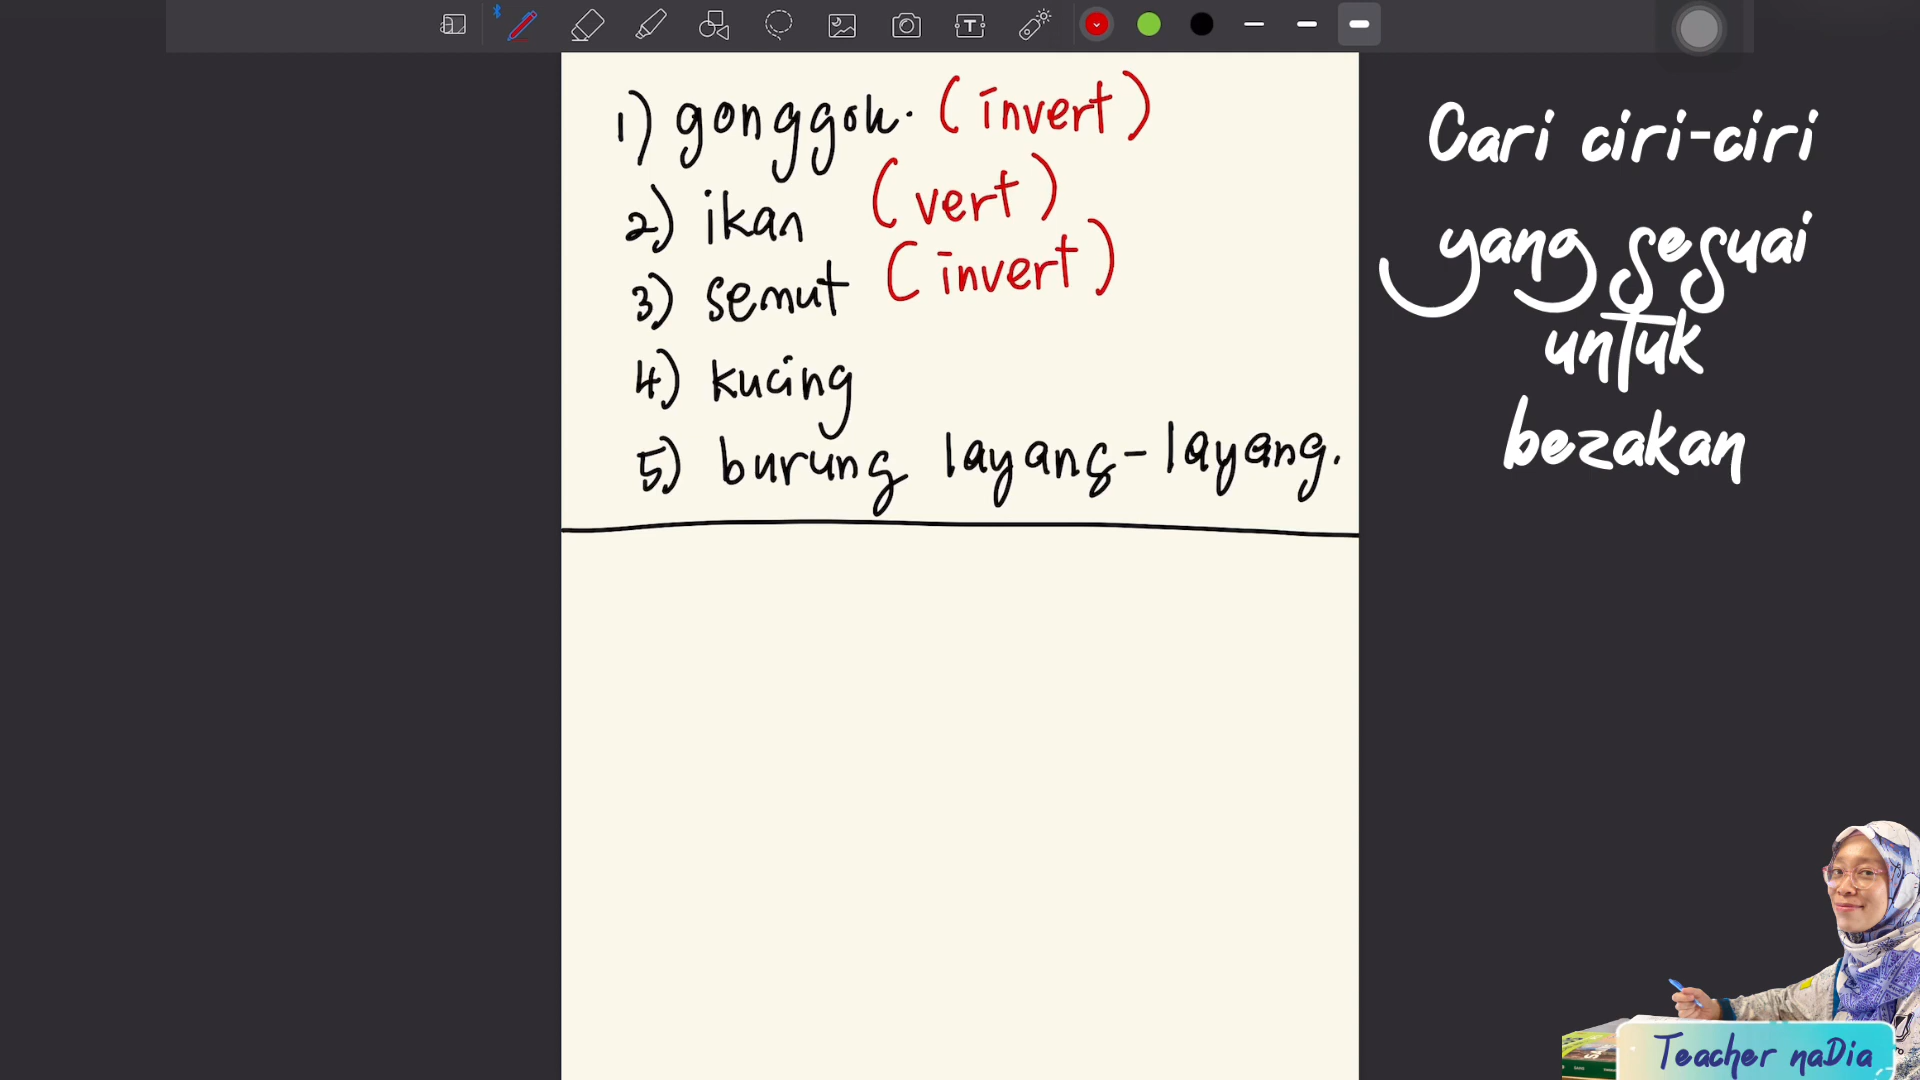 1) gonggok. (invert)
2) ikan (vert)
3) semut (invert)
4) kucing
5) burung layang-layang.
Cari ciri-ciri
yang sesuai
untuk
bezakan
Teacher naDia